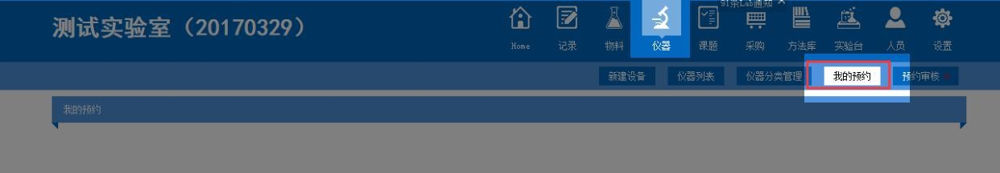 91条Lab通知 ×
测试实验室（20170329）
Home 记录 物料 仪器 课题 采购 方法库 实验台 人员 设置
新建设备 仪器列表 仪器分类管理 我的预约 预约审核
我的预约